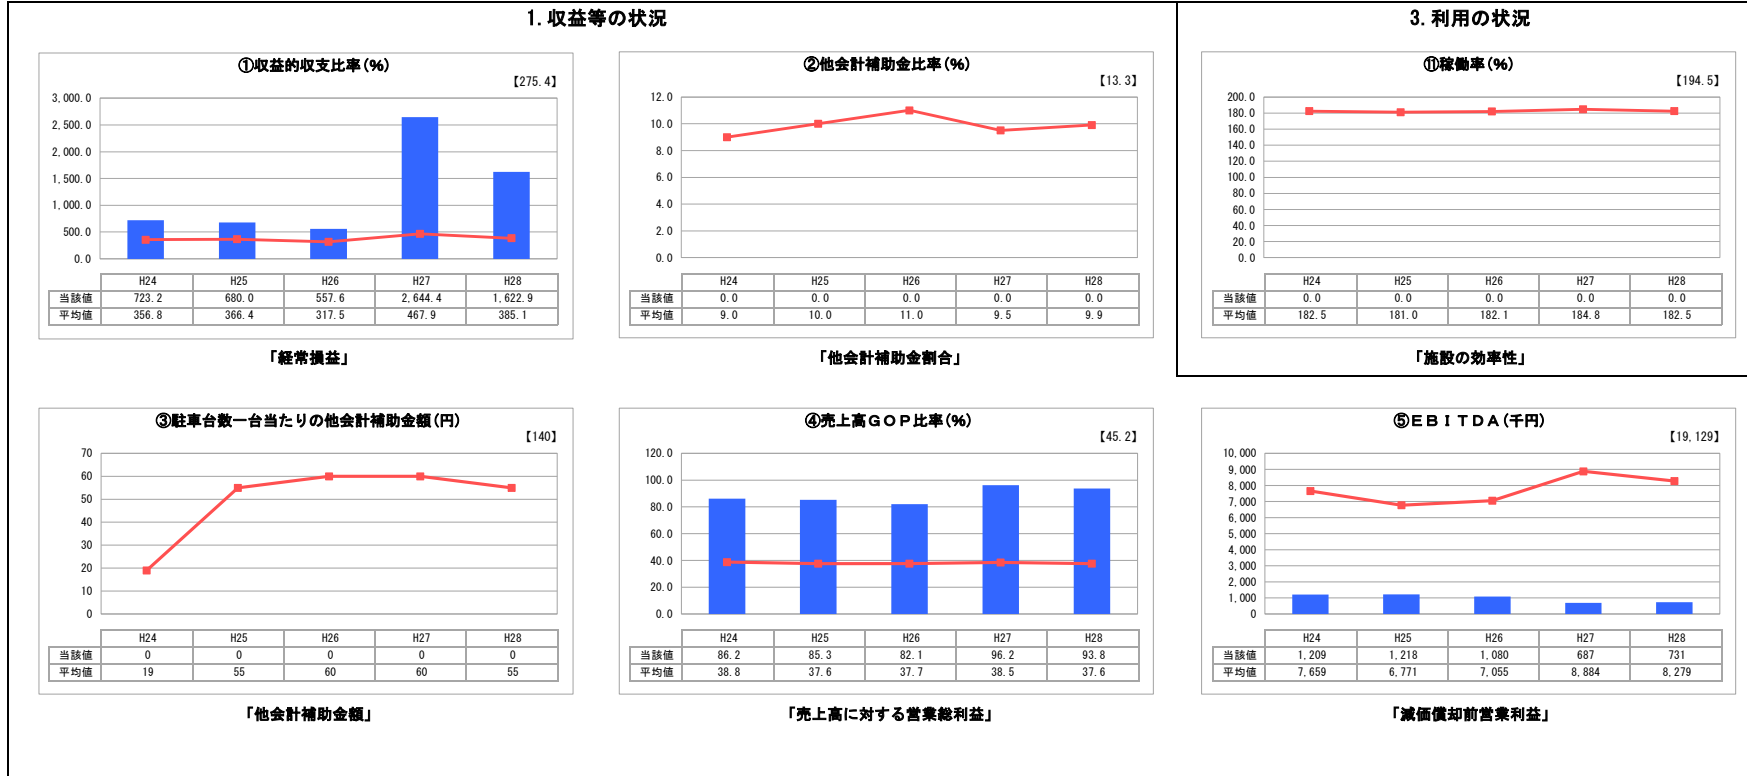 1. 収益等の状況
3. 利用の状況
①収益的収支比率(%)
【275.4】
3,000.0
2,500.0
2,000.0
1,500.0
1,000.0
500.0
0.0
H24 H25 H26 H27 H28
当該値 723.2 680.0 557.6 2,644.4 1,622.9
平均値 356.8 366.4 317.5 467.9 385.1
「経常損益」
②他会計補助金比率(%)
【13.3】
12.0
10.0
8.0
6.0
4.0
2.0
0.0
H24 H25 H26 H27 H28
当該値 0.0 0.0 0.0 0.0 0.0
平均値 9.0 10.0 11.0 9.5 9.9
「他会計補助金割合」
⑪稼働率(%)
【194.5】
200.0
180.0
160.0
140.0
120.0
100.0
80.0
60.0
40.0
20.0
0.0
H24 H25 H26 H27 H28
当該値 0.0 0.0 0.0 0.0 0.0
平均値 182.5 181.0 182.1 184.8 182.5
「施設の効率性」
③駐車台数一台当たりの他会計補助金額(円)
【140】
70
60
50
40
30
20
10
0
H24 H25 H26 H27 H28
当該値 0 0 0 0 0
平均値 19 55 60 60 55
「他会計補助金額」
④売上高GOP比率(%)
【45.2】
120.0
100.0
80.0
60.0
40.0
20.0
0.0
H24 H25 H26 H27 H28
当該値 86.2 85.3 82.1 96.2 93.8
平均値 38.8 37.6 37.7 38.5 37.6
「売上高に対する営業総利益」
⑤EBITDA(千円)
【19,129】
10,000
9,000
8,000
7,000
6,000
5,000
4,000
3,000
2,000
1,000
0
H24 H25 H26 H27 H28
当該値 1,209 1,218 1,080 687 731
平均値 7,659 6,771 7,055 8,884 8,279
「減価償却前営業利益」